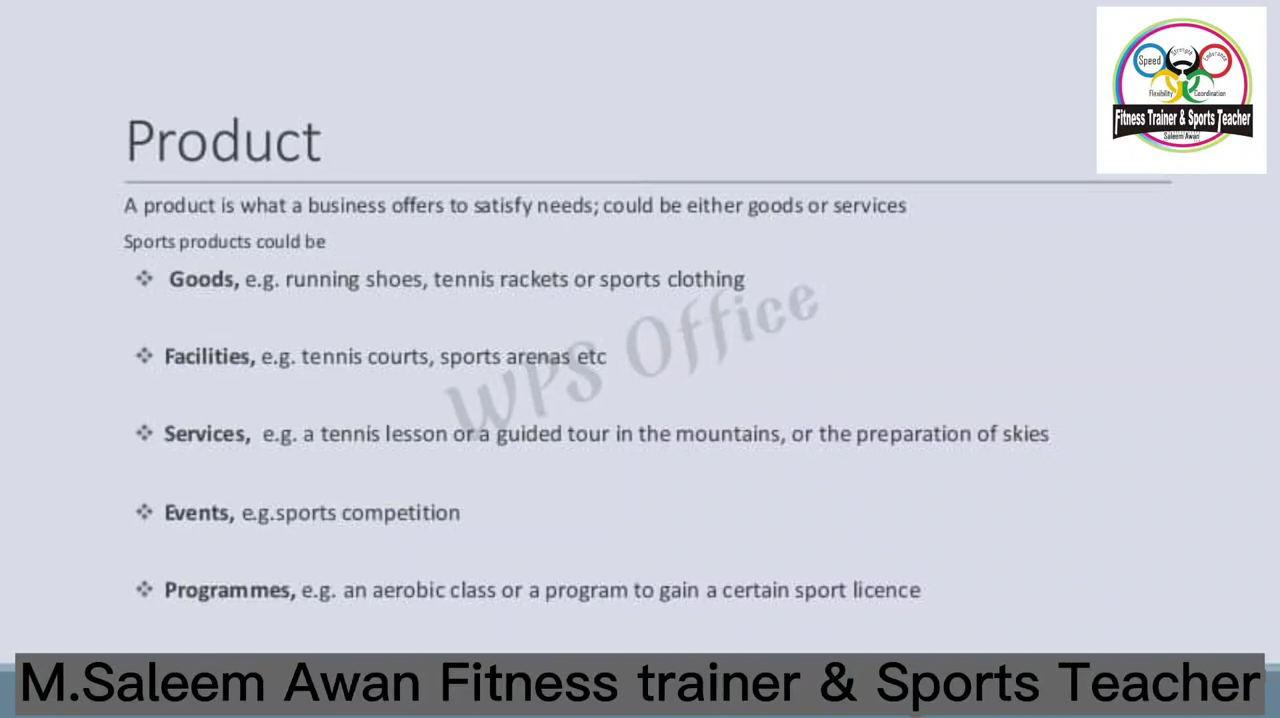 Speed
Strength
Endurance
Flexibility
Coordination
Fitness Trainer & Sports Teacher
Saleem Awan
Product
A product is what a business offers to satisfy needs; could be either goods or services
Sports products could be
❖ Goods, e.g. running shoes, tennis rackets or sports clothing
❖ Facilities, e.g. tennis courts, sports arenas etc
❖ Services, e.g. a tennis lesson or a guided tour in the mountains, or the preparation of skies
❖ Events, e.g.sports competition
❖ Programmes, e.g. an aerobic class or a program to gain a certain sport licence
WPS Office
M.Saleem Awan Fitness trainer & Sports Teacher